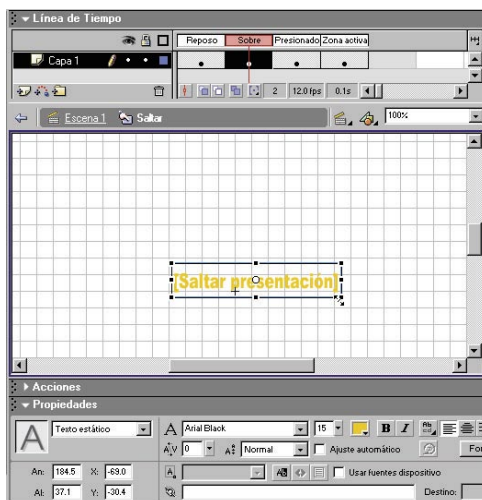 Línea de Tiempo
Reposo Sobre Presionado Zona activa
Capa 1
2 12.0 fps 0.1s
Escena 1 Saltar 100%
[Saltar presentación]
Acciones
Propiedades
A Texto estático A Arial Black 15 B I
A V 0 A Normal Ajuste automático
An: 184.5 X: -69.0 A Usar fuentes dispositivo
Al: 37.1 Y: -30.4 Destino: